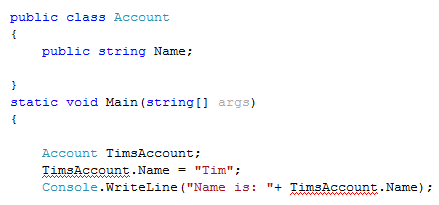 public class Account
{
    public string Name;
}
static void Main(string[] args)
{
    Account TimsAccount;
    TimsAccount.Name = "Tim";
    Console.WriteLine("Name is: "+ TimsAccount.Name);